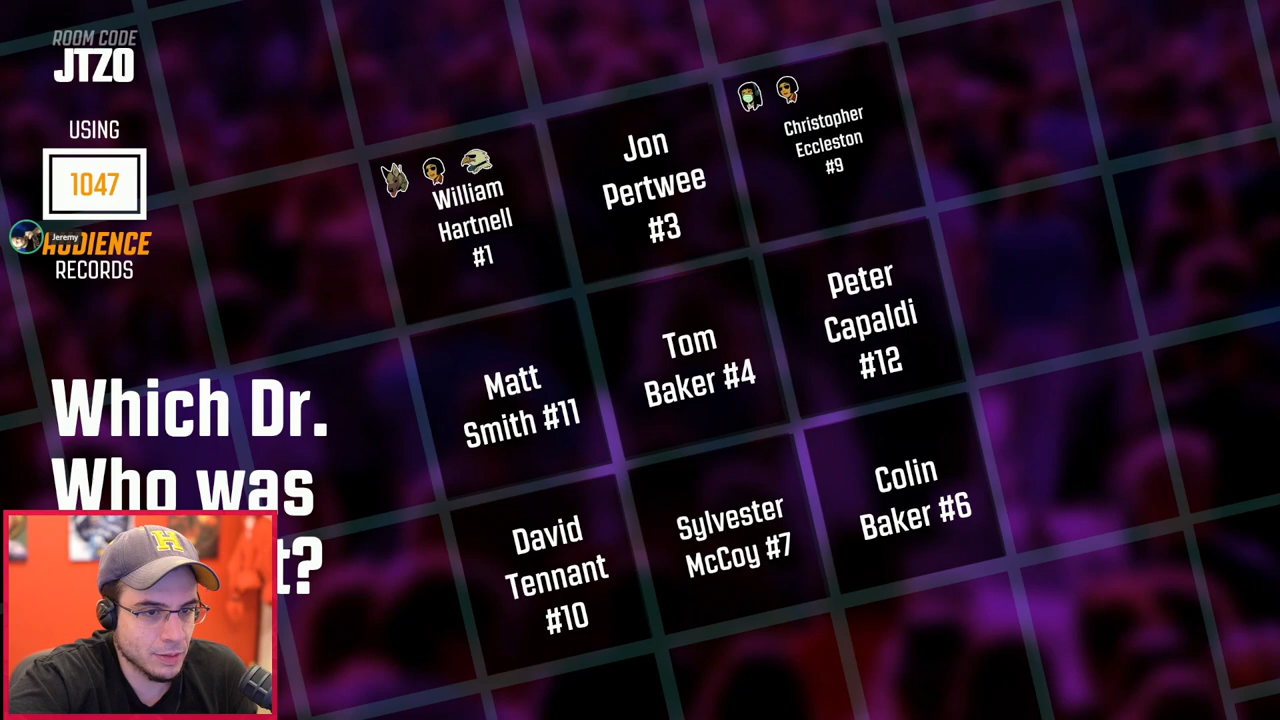 ROOM CODE
JTZO
USING
1047
Jeremy
AUDIENCE
RECORDS
Which Dr.
Who was
t?
William
Hartnell
#1
Jon
Pertwee
#3
Christopher
Eccleston
#9
Matt
Smith #11
Tom
Baker #4
Peter
Capaldi
#12
David
Tennant
#10
Sylvester
McCoy #7
Colin
Baker #6
H